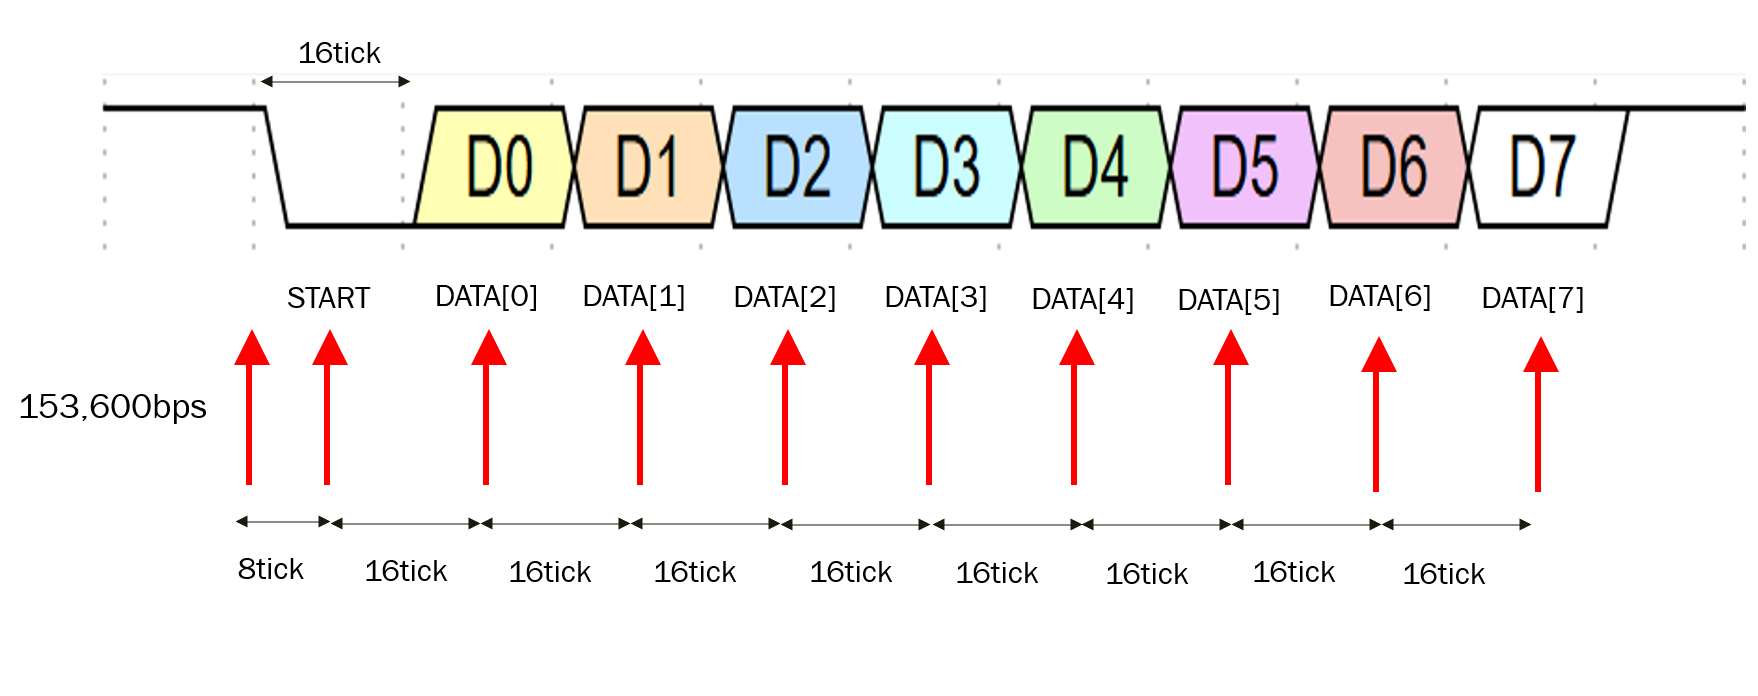 16tick
D0 D1 D2 D3 D4 D5 D6 D7
START DATA[0] DATA[1] DATA[2] DATA[3] DATA[4] DATA[5] DATA[6] DATA[7]
153,600bps
8tick 16tick 16tick 16tick 16tick 16tick 16tick 16tick 16tick